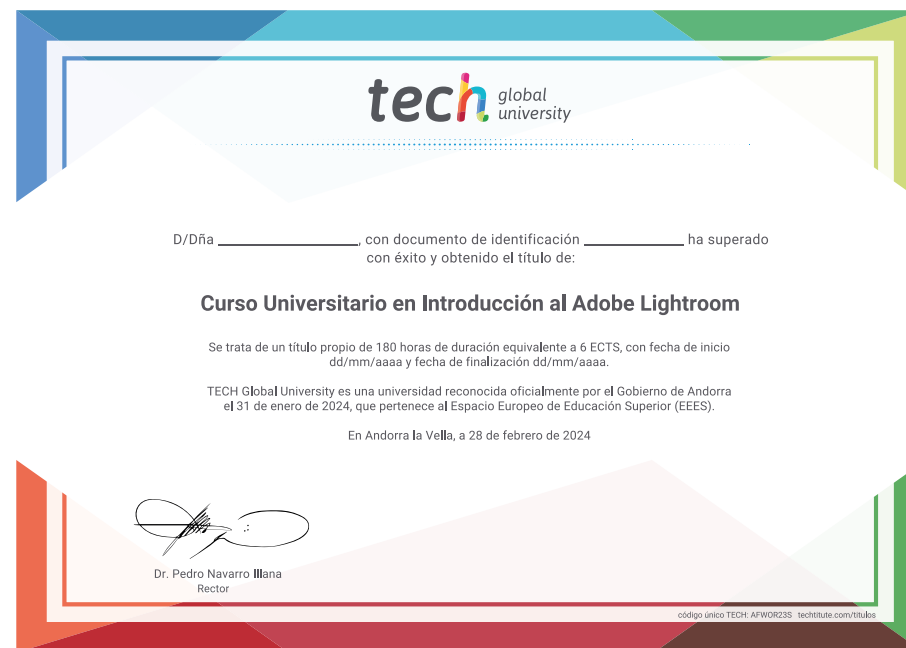 tech global university
D/Dña ____________________, con documento de identificación ______________ ha superado
con éxito y obtenido el título de:
Curso Universitario en Introducción al Adobe Lightroom
Se trata de un título propio de 180 horas de duración equivalente a 6 ECTS, con fecha de inicio
dd/mm/aaaa y fecha de finalización dd/mm/aaaa.
TECH Global University es una universidad reconocida oficialmente por el Gobierno de Andorra
el 31 de enero de 2024, que pertenece al Espacio Europeo de Educación Superior (EEES).
En Andorra la Vella, a 28 de febrero de 2024
Dr. Pedro Navarro Illana
Rector
código único TECH: AFWOR23S techtitute.com/titulos